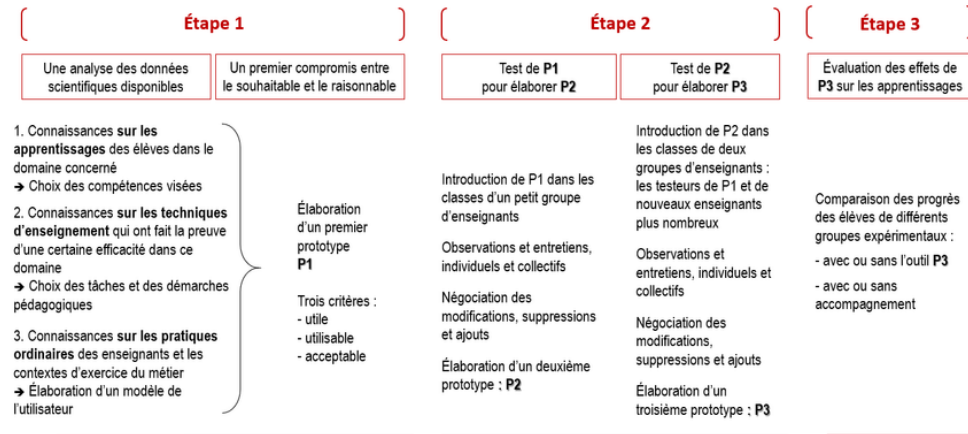 Étape 1
Une analyse des données
scientifiques disponibles
Un premier compromis entre
le souhaitable et le raisonnable
1. Connaissances sur les
apprentissages des élèves dans le
domaine concerné
➔ Choix des compétences visées
2. Connaissances sur les techniques
d'enseignement qui ont fait la preuve
d'une certaine efficacité dans ce
domaine
➔ Choix des tâches et des démarches
pédagogiques
3. Connaissances sur les pratiques
ordinaires des enseignants et les
contextes d'exercice du métier
➔ Élaboration d'un modèle de
l'utilisateur
Élaboration
d'un premier
prototype
P1
Trois critères :
- utile
- utilisable
- acceptable
Étape 2
Test de P1
pour élaborer P2
Introduction de P1 dans les
classes d'un petit groupe
d'enseignants
Observations et entretiens,
individuels et collectifs
Négociation des
modifications, suppressions
et ajouts
Élaboration d'un deuxième
prototype : P2
Test de P2
pour élaborer P3
Introduction de P2 dans
les classes de deux
groupes d'enseignants :
les testeurs de P1 et de
nouveaux enseignants
plus nombreux
Observations et
entretiens, individuels et
collectifs
Négociation des
modifications,
suppressions et ajouts
Élaboration d'un
troisième prototype : P3
Étape 3
Évaluation des effets de
P3 sur les apprentissages
Comparaison des progrès
des élèves de différents
groupes expérimentaux :
- avec ou sans l'outil P3
- avec ou sans
accompagnement